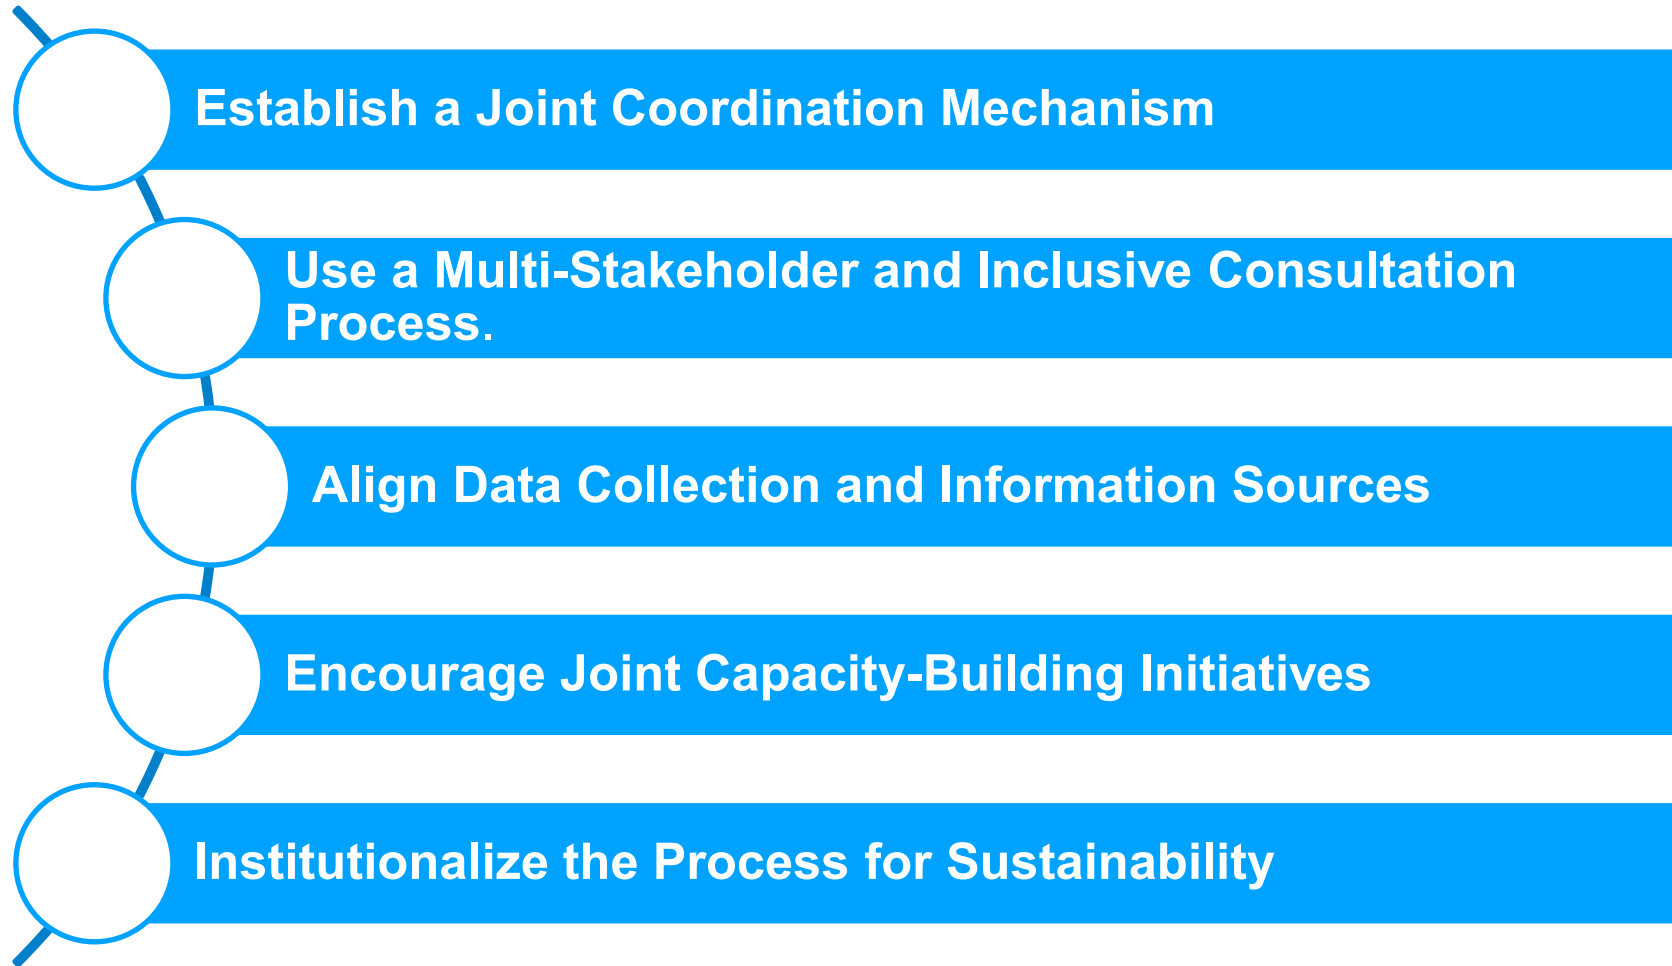 Establish a Joint Coordination Mechanism
Use a Multi-Stakeholder and Inclusive Consultation
Process.
Align Data Collection and Information Sources
Encourage Joint Capacity-Building Initiatives
Institutionalize the Process for Sustainability